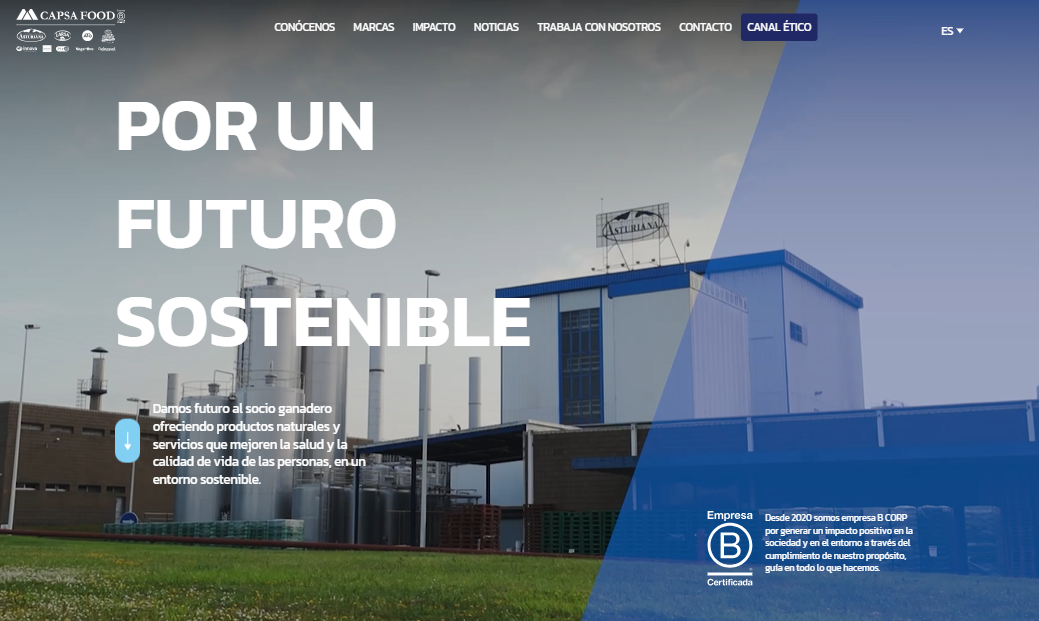 CAPSA FOOD
CONÓCENOS MARCAS IMPACTO NOTICIAS TRABAJA CON NOSOTROS CONTACTO CANAL ÉTICO
ES
POR UN
FUTURO
SOSTENIBLE
ASTURIANA
Damos futuro al socio ganadero
ofreciendo productos naturales y
servicios que mejoren la salud y la
calidad de vida de las personas, en un
entorno sostenible.
Empresa
B
Certificada
Desde 2020 somos empresa B CORP
por generar un impacto positivo en la
sociedad y en el entorno a través del
cumplimiento de nuestro propósito,
guía en todo lo que hacemos.